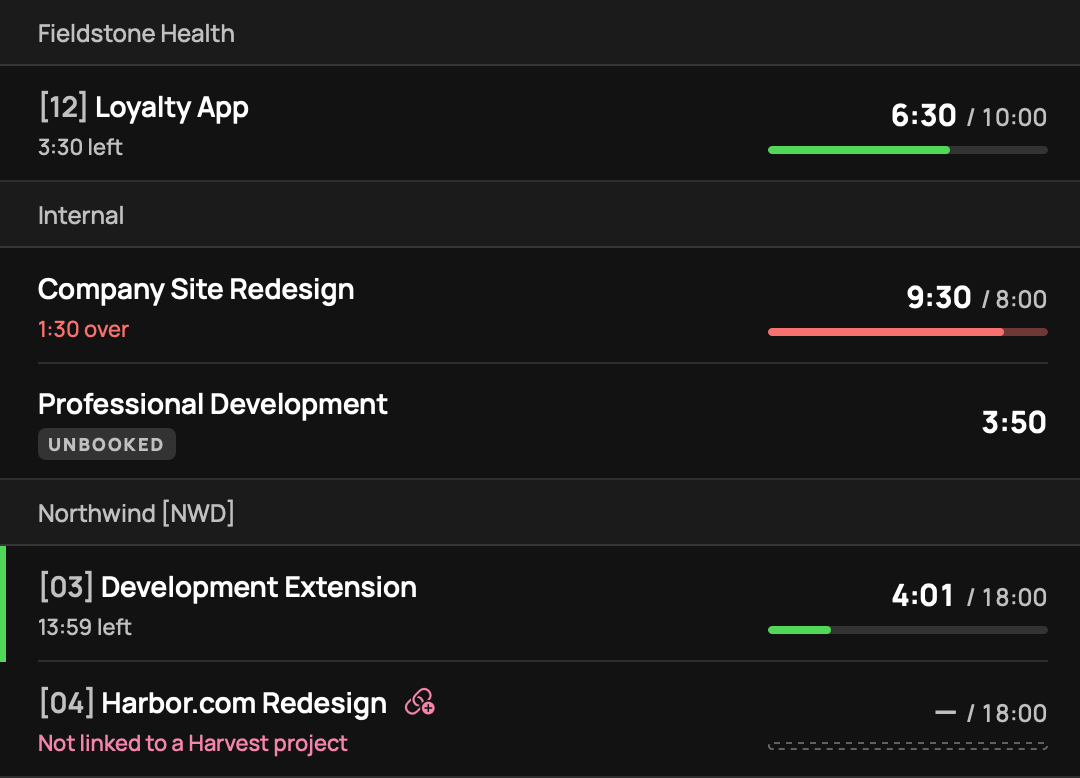 Fieldstone Health
[12] Loyalty App
6:30 / 10:00
3:30 left
Internal
Company Site Redesign
9:30 / 8:00
1:30 over
Professional Development
3:50
UNBOOKED
Northwind [NWD]
[03] Development Extension
4:01 / 18:00
13:59 left
[04] Harbor.com Redesign
— / 18:00
Not linked to a Harvest project